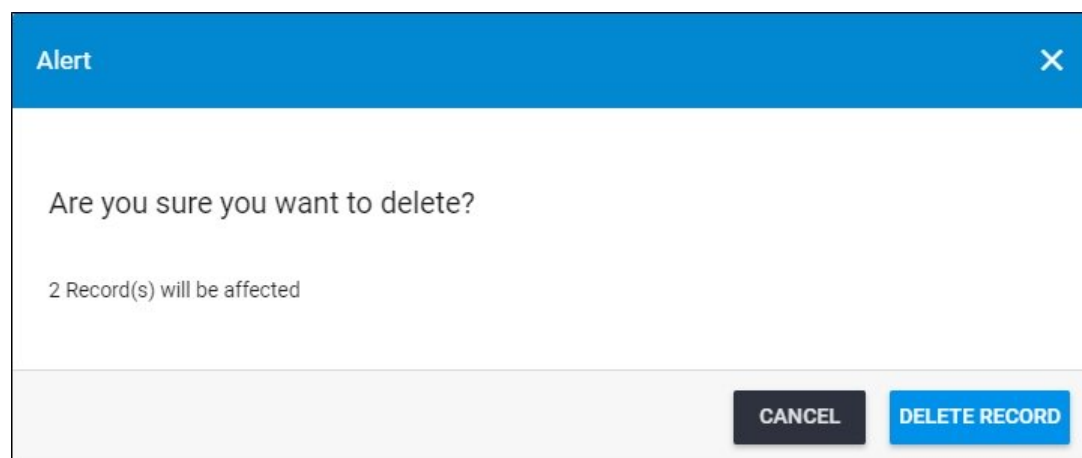 Alert
Are you sure you want to delete?
2 Record(s) will be affected
CANCEL
DELETE RECORD